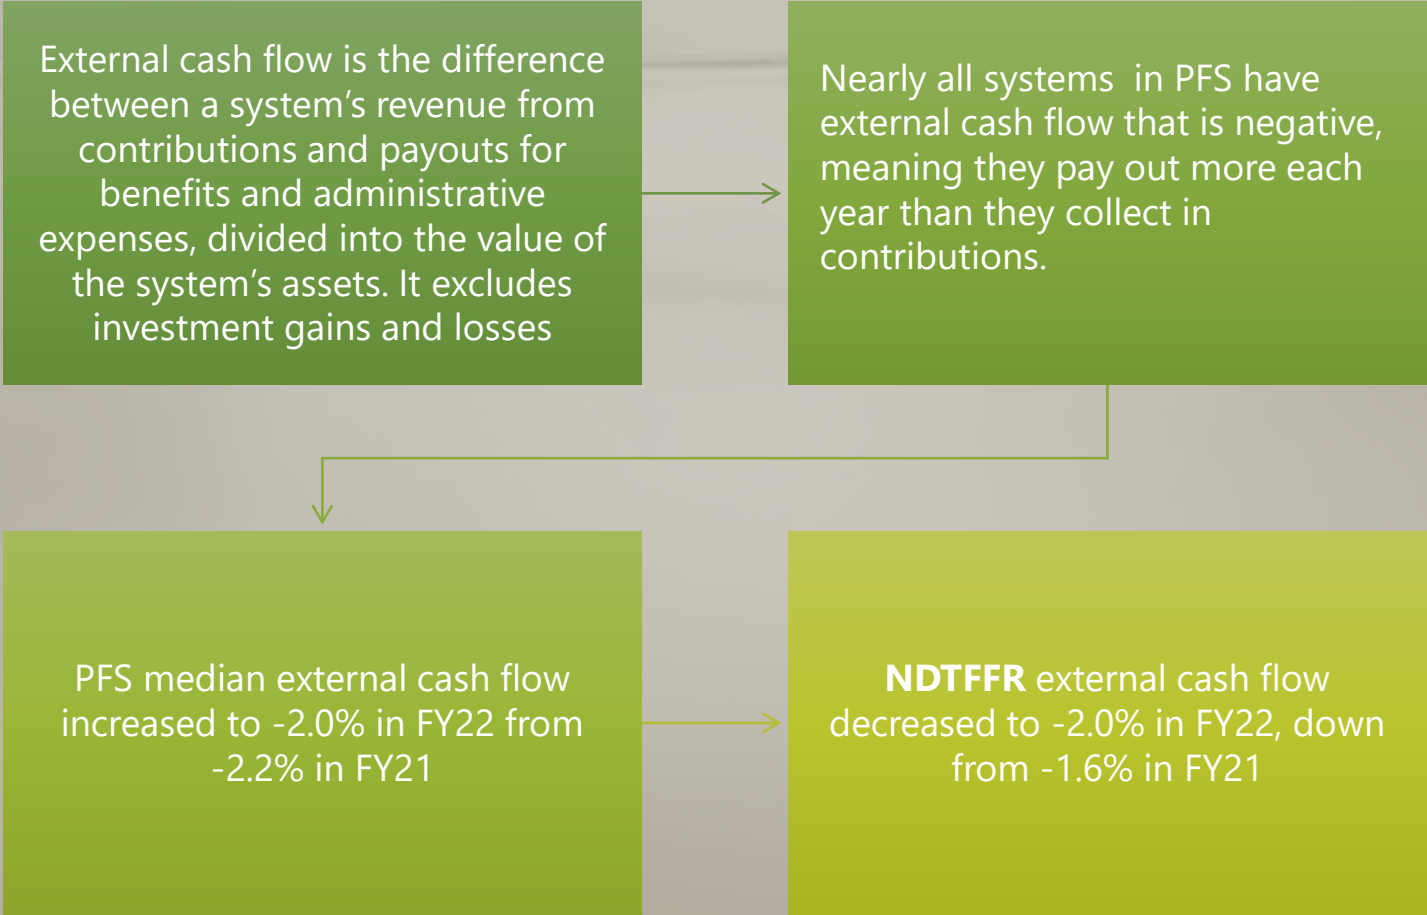 External cash flow is the difference
between a system’s revenue from
contributions and payouts for
benefits and administrative
expenses, divided into the value of
the system’s assets. It excludes
investment gains and losses
Nearly all systems  in PFS have
external cash flow that is negative,
meaning they pay out more each
year than they collect in
contributions.
PFS median external cash flow
increased to -2.0% in FY22 from
-2.2% in FY21
NDTFFR external cash flow
decreased to -2.0% in FY22, down
from -1.6% in FY21